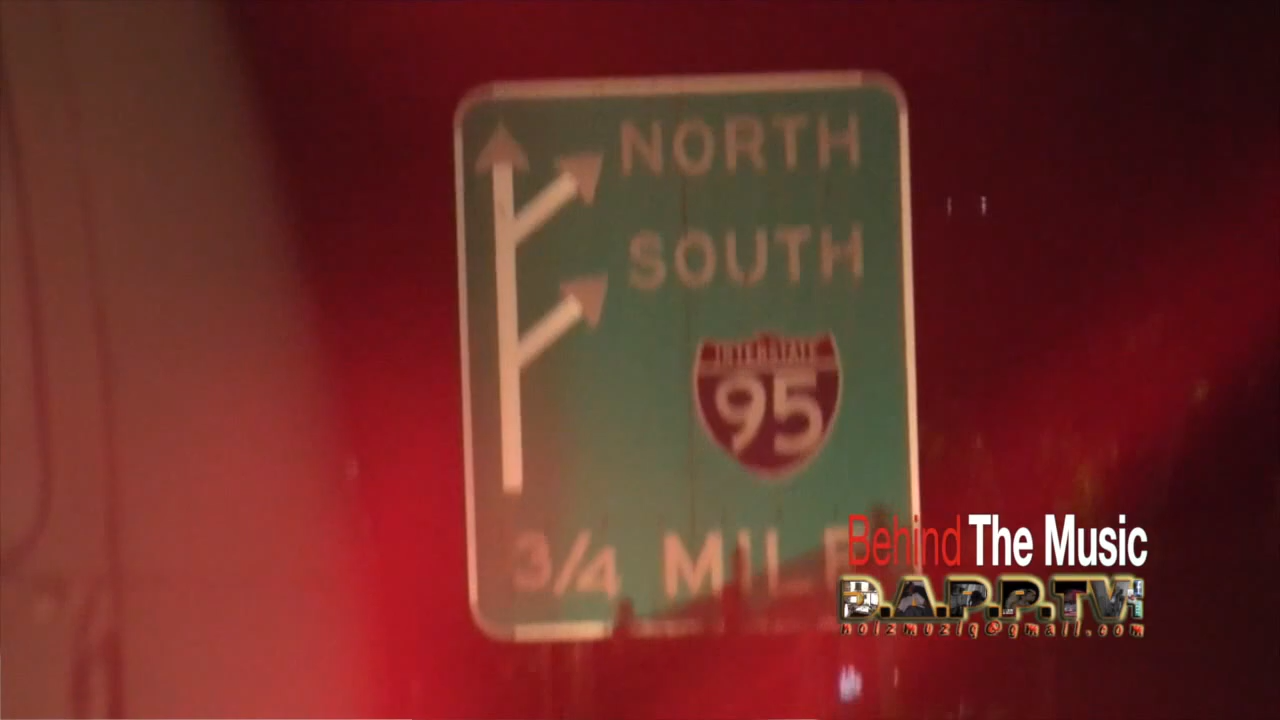 NORTH
SOUTH
INTERSTATE
95
3/4 MILE
Behind The Music
D.A.P.P.TV